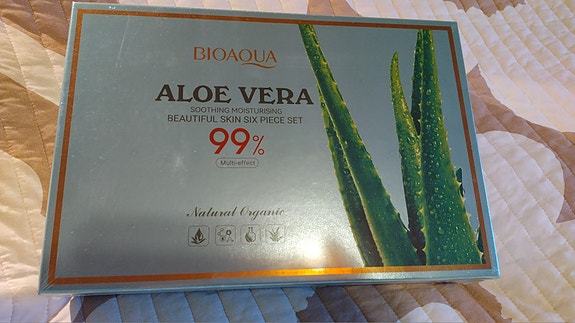 BIOAQUA
ALOE VERA
SOOTHING MOISTURISING
BEAUTIFUL SKIN SIX PIECE SET
99%
Multi-effect
Natural Organic